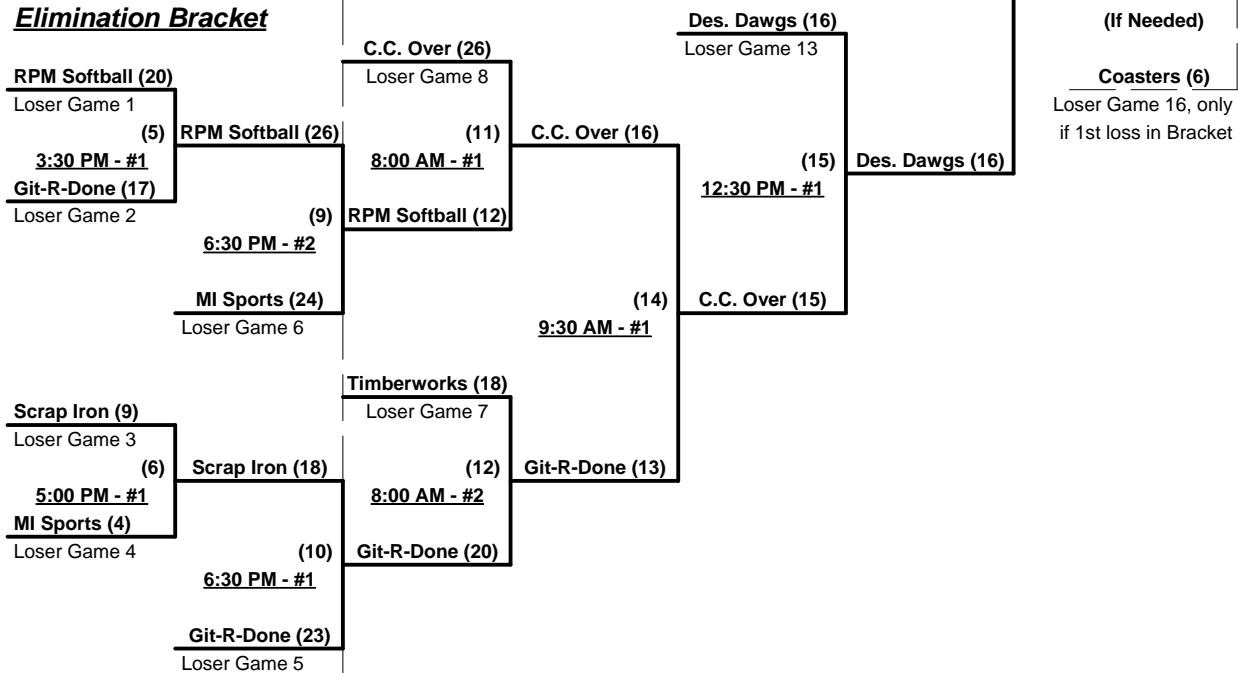 Elimination Bracket
Des. Dawgs (16)
(If Needed)
C.C. Over (26)
Loser Game 13
RPM Softball (20)
Loser Game 8
Coasters (6)
Loser Game 1
Loser Game 16, only
(5)
RPM Softball (26)
(11)
C.C. Over (16)
if 1st loss in Bracket
3:30 PM - #1
8:00 AM - #1
(15)
Des. Dawgs (16)
Git-R-Done (17)
12:30 PM - #1
Loser Game 2
(9)
RPM Softball (12)
6:30 PM - #2
MI Sports (24)
(14)
C.C. Over (15)
Loser Game 6
9:30 AM - #1
Timberworks (18)
Scrap Iron (9)
Loser Game 7
Loser Game 3
(6)
Scrap Iron (18)
(12)
Git-R-Done (13)
5:00 PM - #1
8:00 AM - #2
MI Sports (4)
Loser Game 4
(10)
Git-R-Done (20)
6:30 PM - #1
Git-R-Done (23)
Loser Game 5